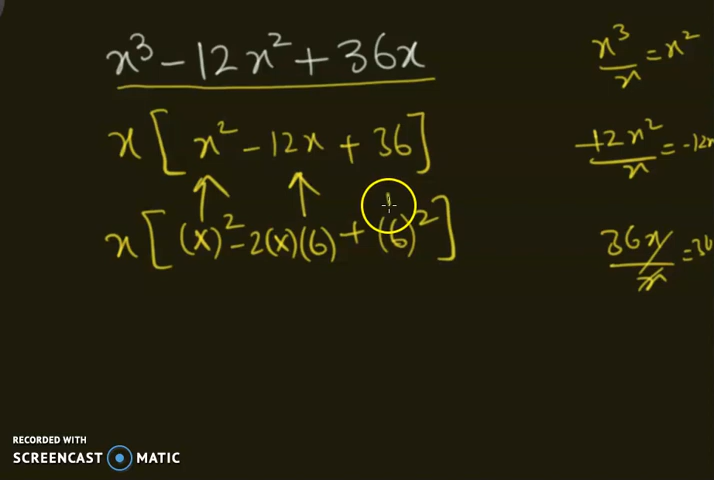 x³ - 12x² + 36x
x[x² - 12x + 36]
x[(x)² - 2(x)(6) + (6)²]
x³/x = x²
-12x²/x = -12x
36x/x = 36
RECORDED WITH
SCREENCAST MATIC